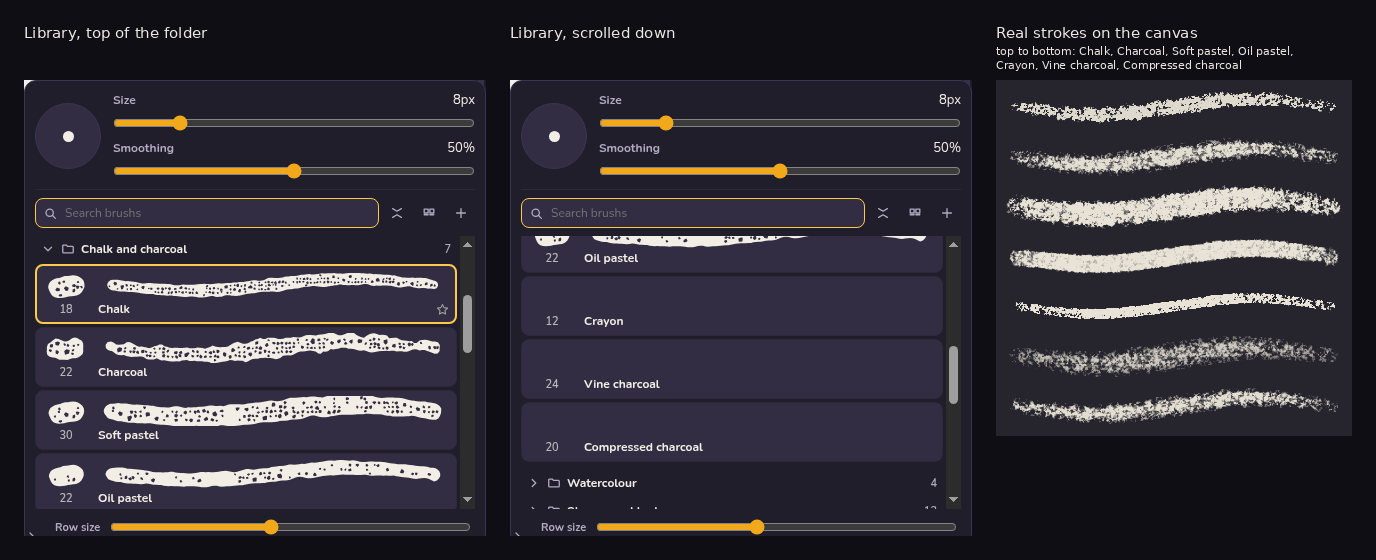 Library, top of the folder
Size
8px
Smoothing
50%
Search brushes
Chalk and charcoal
7
18
Chalk
22
Charcoal
30
Soft pastel
22
Oil pastel
Row size
Library, scrolled down
Size
8px
Smoothing
50%
Search brushes
22
Oil pastel
12
Crayon
24
Vine charcoal
20
Compressed charcoal
Watercolour
4
Row size
Real strokes on the canvas
top to bottom: Chalk, Charcoal, Soft pastel, Oil pastel,
Crayon, Vine charcoal, Compressed charcoal